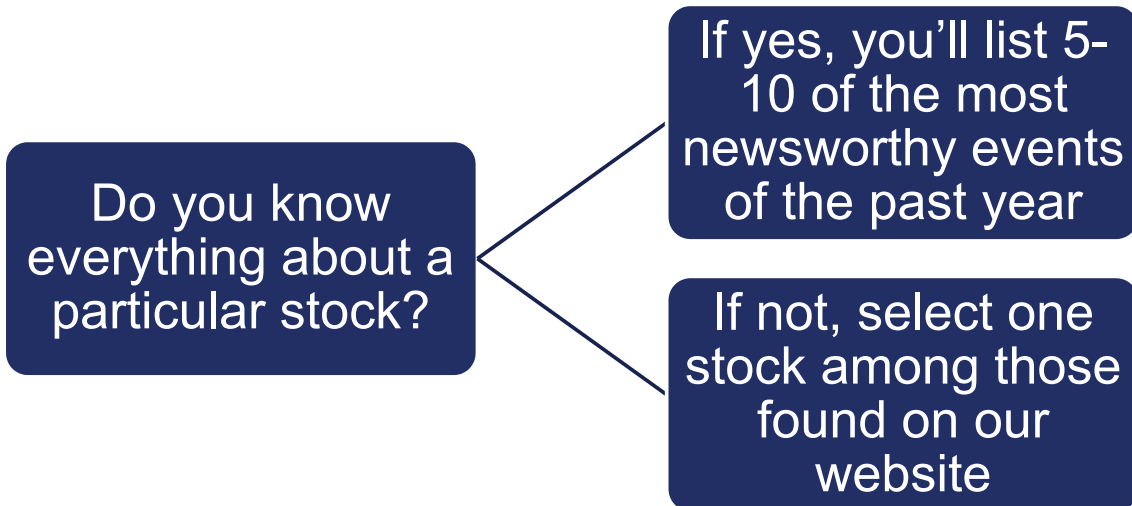 Do you know
everything about a
particular stock?
If yes, you’ll list 5-
10 of the most
newsworthy events
of the past year
If not, select one
stock among those
found on our
website